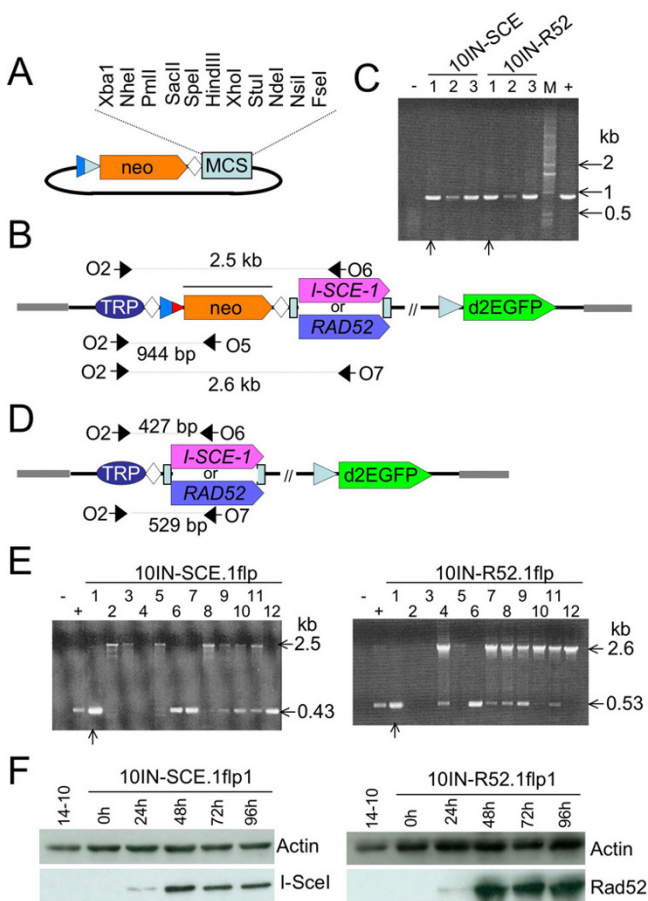 A
Xba1
NheI
PmlI
SacII
SpeI
HindIII
XhoI
StuI
NdeI
NsiI
FseI
neo
MCS
C
10IN-SCE
10IN-R52
- 1 2 3 1 2 3 M +
kb
2
1
0.5
B
O2
2.5 kb
O6
TRP
neo
I-SCE-1
or
RAD52
//
d2EGFP
O2
944 bp
O5
O2
2.6 kb
O7
D
O2
427 bp
O6
TRP
I-SCE-1
or
RAD52
//
d2EGFP
O2
529 bp
O7
E
10IN-SCE.1flp
- 1 3 5 7 9 11
+ 2 4 6 8 10 12
kb
2.5
0.43
10IN-R52.1flp
- 1 3 5 7 9 11
+ 2 4 6 8 10 12
kb
2.6
0.53
F
10IN-SCE.1flp1
14-10
0h
24h
48h
72h
96h
Actin
I-SceI
10IN-R52.1flp1
14-10
0h
24h
48h
72h
96h
Actin
Rad52